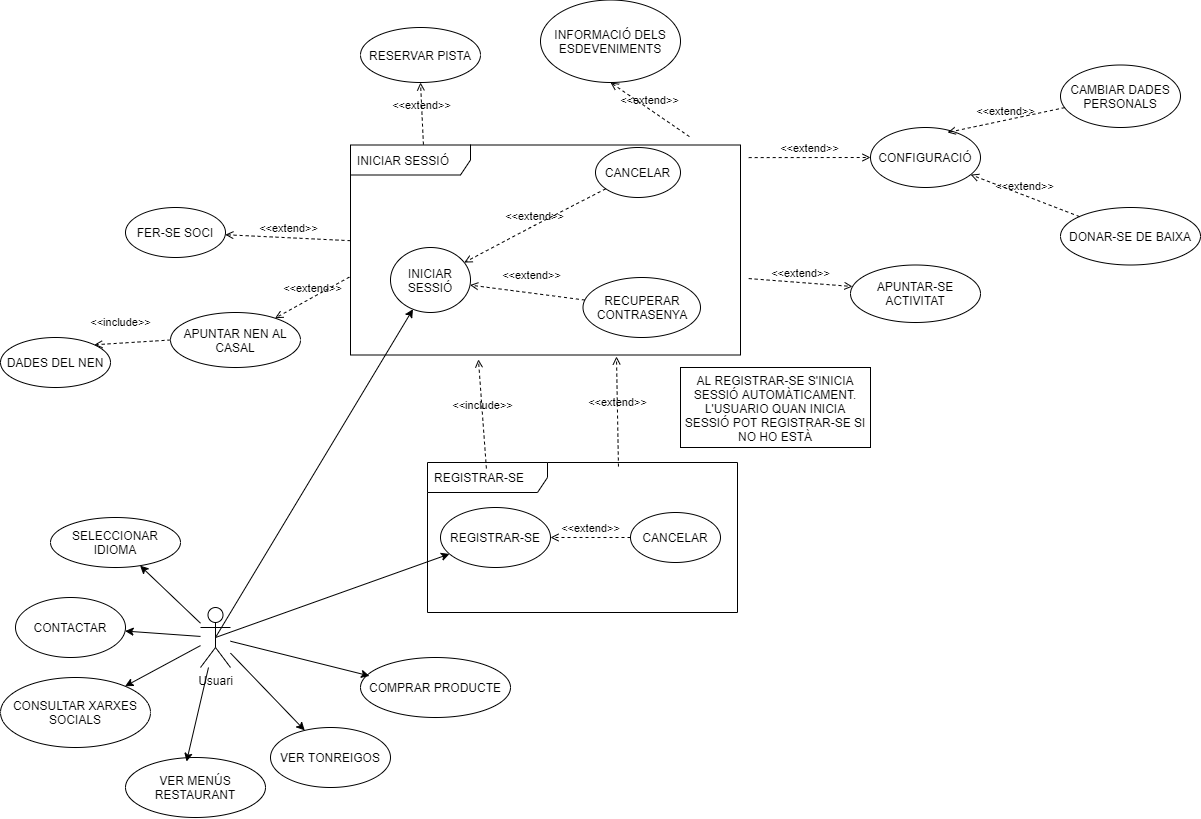 INFORMACIÓ DELS
ESDEVENIMENTS
RESERVAR PISTA
<<extend>>
<<extend>>
CAMBIAR DADES
PERSONALS
<<extend>>
<<extend>>
CONFIGURACIÓ
<<extend>>
DONAR-SE DE BAIXA
INICIAR SESSIÓ
CANCELAR
<<extend>>
INICIAR
SESSIÓ
<<extend>>
RECUPERAR
CONTRASENYA
FER-SE SOCI
<<extend>>
<<extend>>
APUNTAR-SE
ACTIVITAT
<<extend>>
APUNTAR NEN AL
CASAL
<<include>>
DADES DEL NEN
<<include>>
<<extend>>
AL REGISTRAR-SE S'INICIA
SESSIÓ AUTOMÀTICAMENT.
L'USUARIO QUAN INICIA
SESSIÓ POT REGISTRAR-SE SI
NO HO ESTÀ
REGISTRAR-SE
REGISTRAR-SE
<<extend>>
CANCELAR
SELECCIONAR
IDIOMA
CONTACTAR
Usuari
CONSULTAR XARXES
SOCIALS
COMPRAR PRODUCTE
VER TONREIGOS
VER MENÚS
RESTAURANT